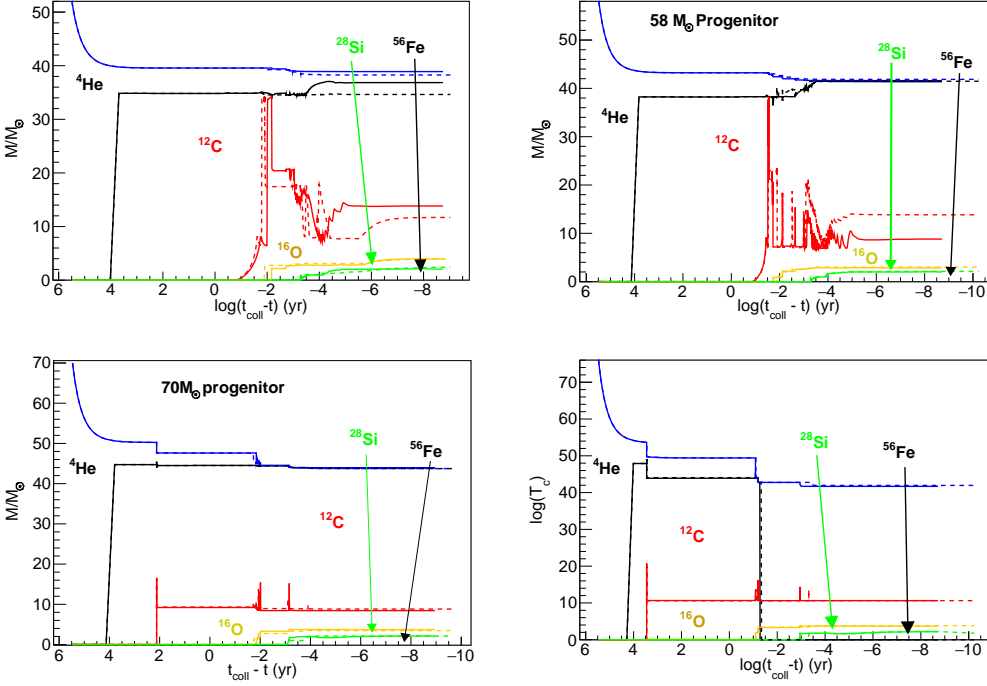 M/M☉
50
40
30
20
10
0
⁴He
¹²C
¹⁶O
²⁸Si
⁵⁶Fe
6 4 2 0 −2 −4 −6 −8
log(t_coll-t) (yr)
M/M☉
50
40
30
20
10
0
58 M☉ Progenitor
⁴He
¹²C
¹⁶O
²⁸Si
⁵⁶Fe
6 4 2 0 −2 −4 −6 −8 −10
log(t_coll-t) (yr)
M/M☉
70
60
50
40
30
20
10
0
70M☉ progenitor
⁴He
¹²C
¹⁶O
²⁸Si
⁵⁶Fe
6 4 2 0 −2 −4 −6 −8 −10
t_coll - t (yr)
log(T_c)
70
60
50
40
30
20
10
0
⁴He
¹²C
¹⁶O
²⁸Si
⁵⁶Fe
6 4 2 0 −2 −4 −6 −8 −10
log(t_coll-t) (yr)